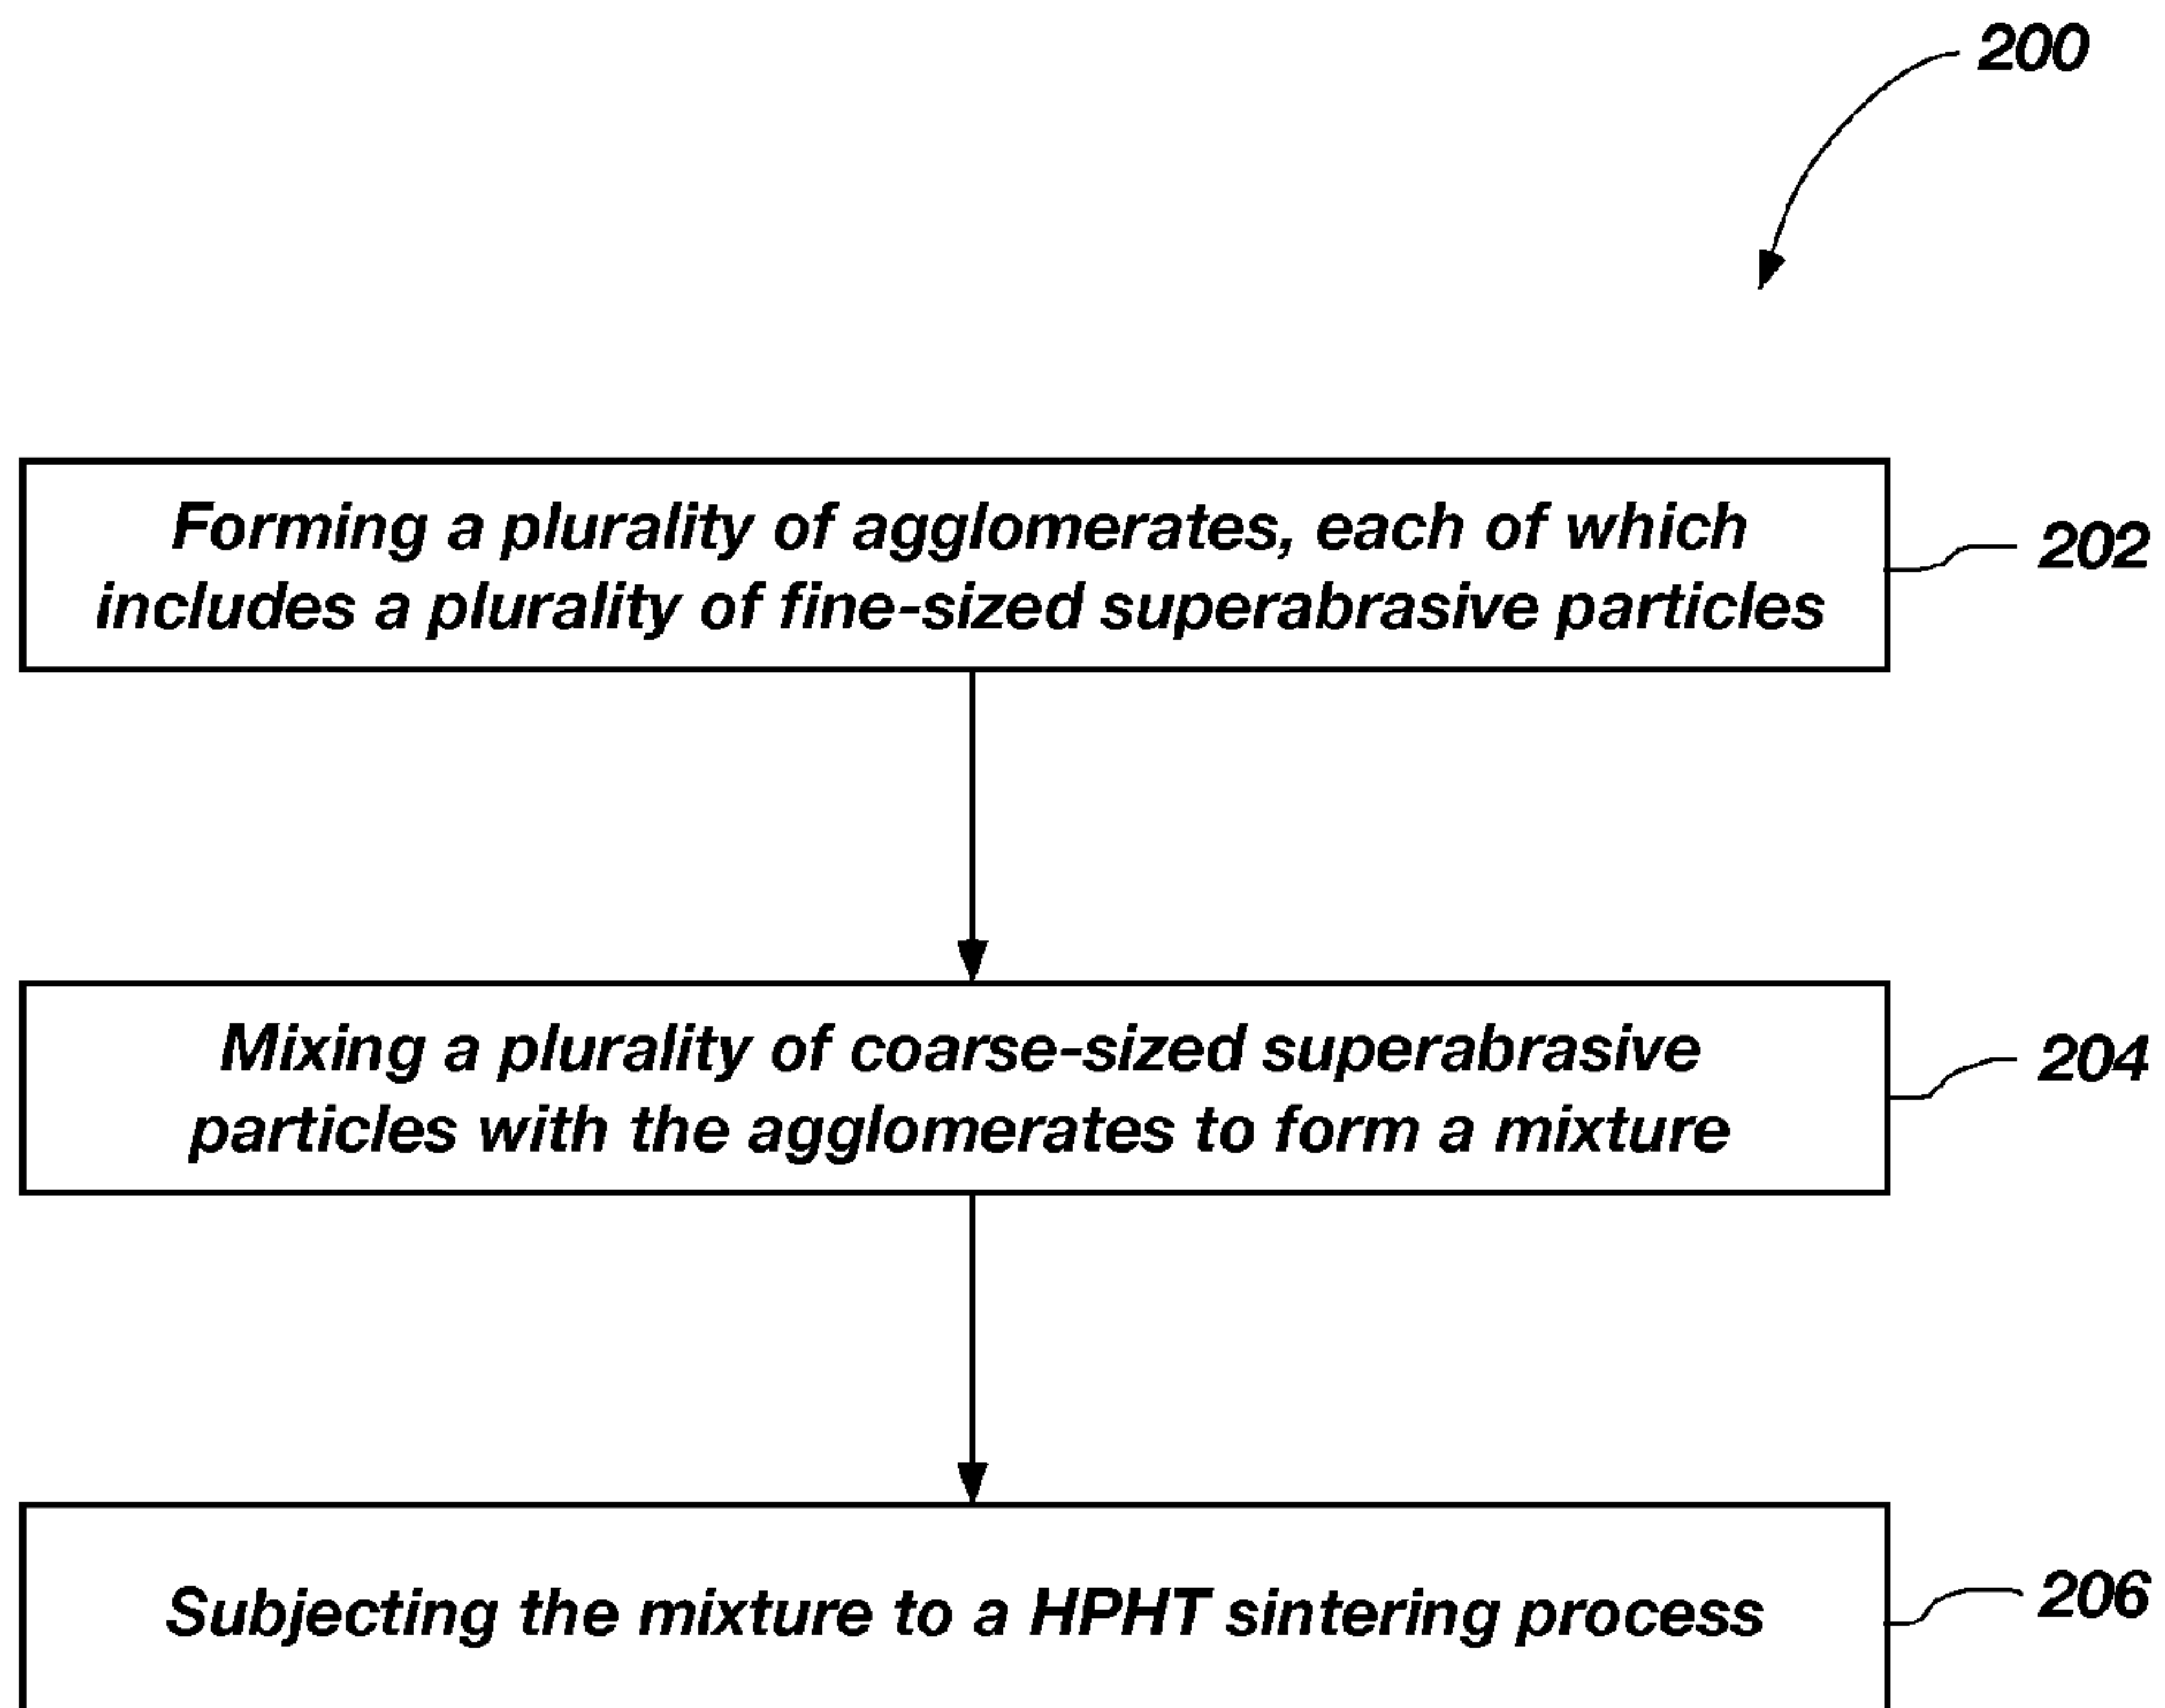 200
Forming a plurality of agglomerates, each of which
includes a plurality of fine-sized superabrasive particles
202
Mixing a plurality of coarse-sized superabrasive
particles with the agglomerates to form a mixture
204
Subjecting the mixture to a HPHT sintering process
206